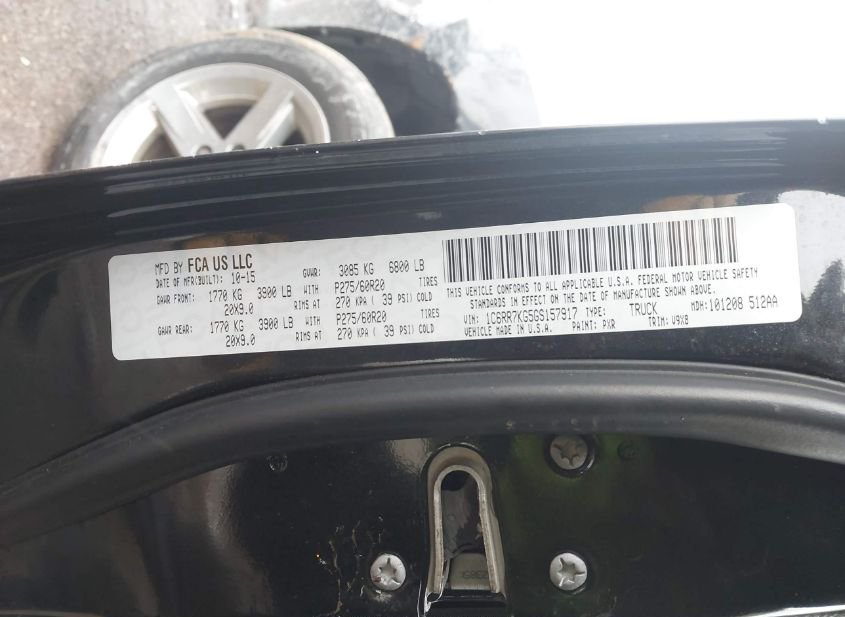 MFD BY FCA US LLC
DATE OF MFR(BUILT): 10-15 GVWR: 3085 KG 6800 LB
GAWR FRONT: 1770 KG 3900 LB WITH P275/60R20 TIRES
20X9.0 RIMS AT 270 KPA ( 39 PSI) COLD
GAWR REAR: 1770 KG 3900 LB WITH P275/60R20 TIRES
20X9.0 RIMS AT 270 KPA ( 39 PSI) COLD
THIS VEHICLE CONFORMS TO ALL APPLICABLE U.S.A. FEDERAL MOTOR VEHICLE SAFETY
STANDARDS IN EFFECT ON THE DATE OF MANUFACTURE SHOWN ABOVE.
VIN: 1C6RR7KG5GS157917 TYPE: TRUCK MDH:101208 512AA
VEHICLE MADE IN U.S.A. PAINT: PXR TRIM: V9X8